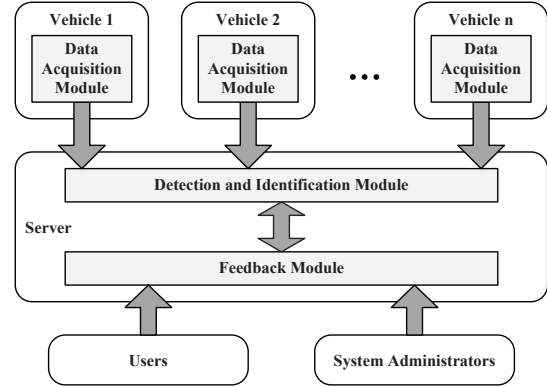 Vehicle 1
Data
Acquisition
Module
Vehicle 2
Data
Acquisition
Module
...
Vehicle n
Data
Acquisition
Module
Detection and Identification Module
Server
Feedback Module
Users
System Administrators